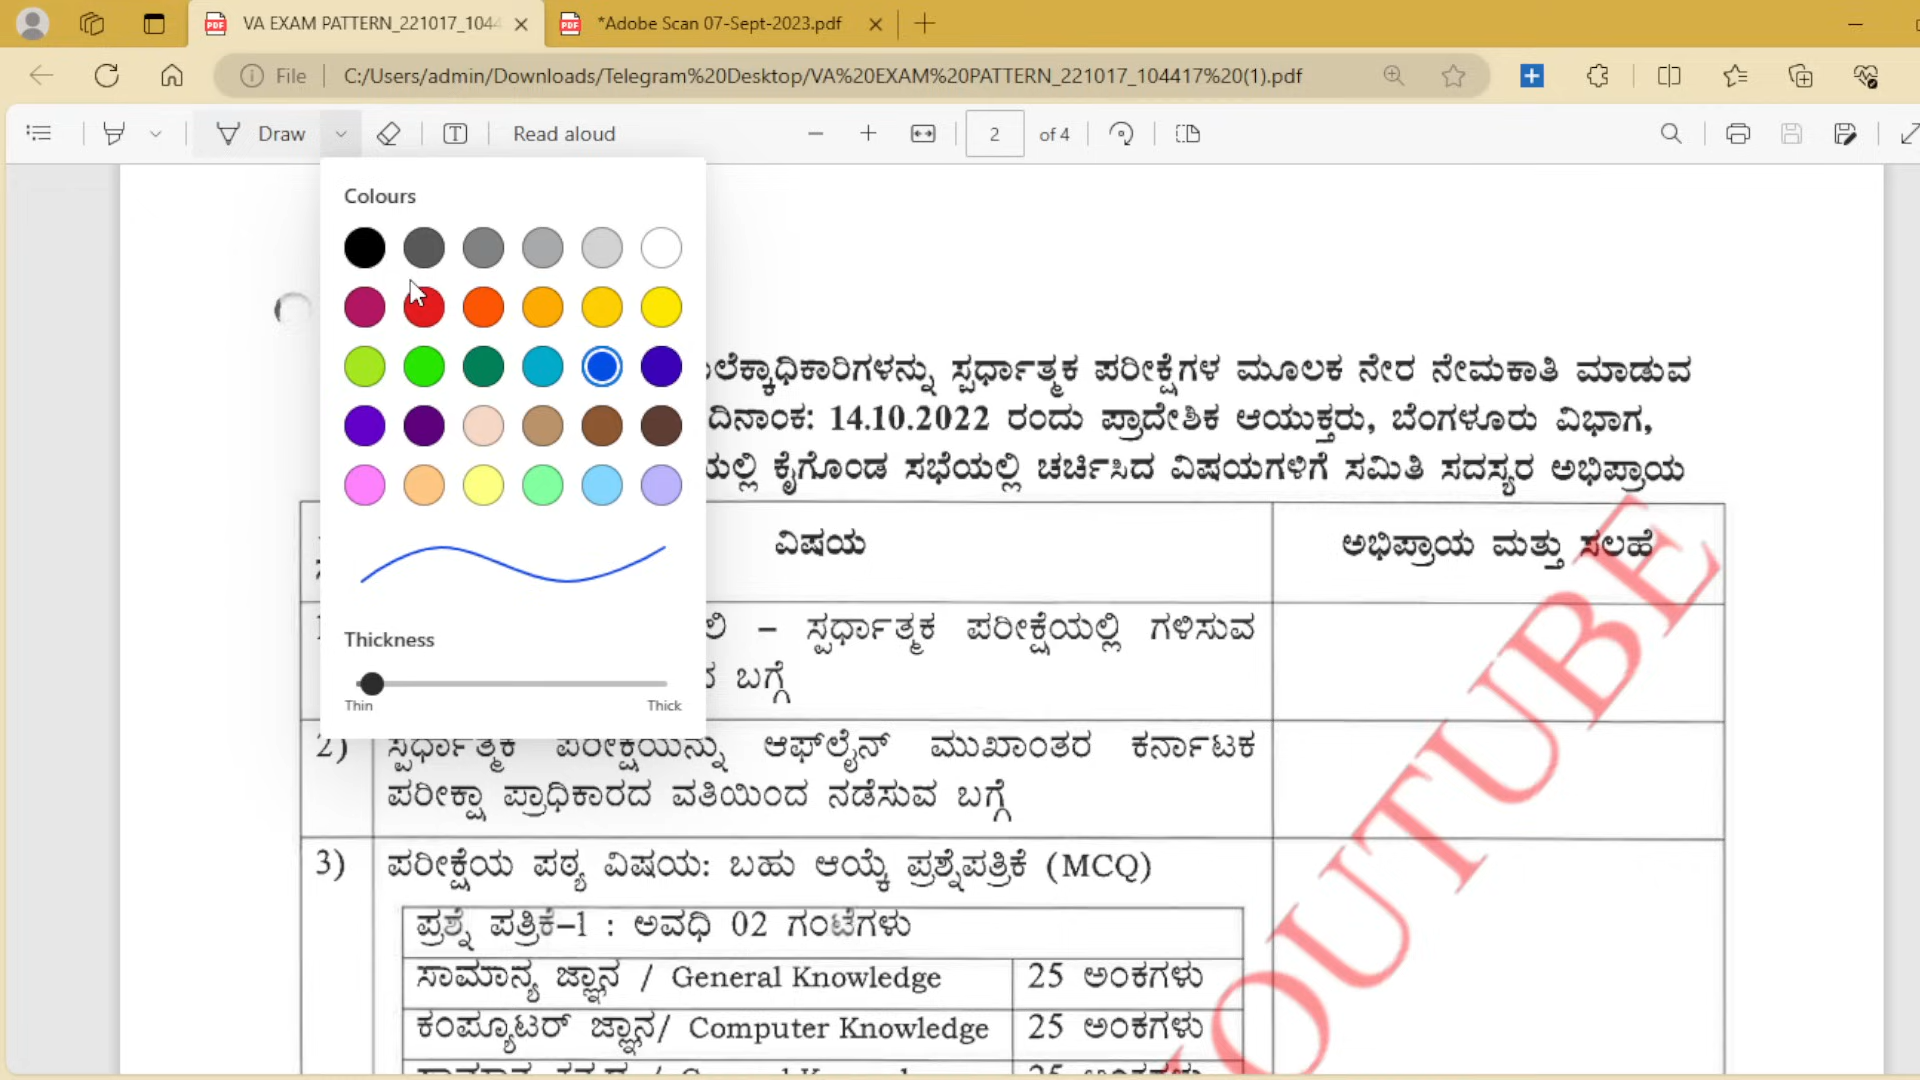 VA EXAM PATTERN_221017_1044
*Adobe Scan 07-Sept-2023.pdf
File
C:/Users/admin/Downloads/Telegram%20Desktop/VA%20EXAM%20PATTERN_221017_104417%20(1).pdf
Draw
Read aloud
2 of 4
Colours
Thickness
Thin Thick
ಸ್ಪರ್ಧಾತ್ಮಕ ಪರೀಕ್ಷೆಗಳ ಮೂಲಕ ನೇರ ನೇಮಕಾತಿ ಮಾಡುವ
ದಿನಾಂಕ: 14.10.2022 ರಂದು ಪ್ರಾದೇಶಿಕ ಆಯುಕ್ತರು, ಬೆಂಗಳೂರು ವಿಭಾಗ,
ಕೈಗೊಂಡ ಸಭೆಯಲ್ಲಿ ಚರ್ಚಿಸಿದ ವಿಷಯಗಳಿಗೆ ಸಮಿತಿ ಸದಸ್ಯರ ಅಭಿಪ್ರಾಯ
ವಿಷಯ ಅಭಿಪ್ರಾಯ ಮತ್ತು ಸಲಹೆ
– ಸ್ಪರ್ಧಾತ್ಮಕ ಪರೀಕ್ಷೆಯಲ್ಲಿ ಗಳಿಸುವ
ಬಗ್ಗೆ
2) ಸ್ಪರ್ಧಾತ್ಮಕ ಪರೀಕ್ಷೆಯನ್ನು ಆಫ್‌ಲೈನ್ ಮುಖಾಂತರ ಕರ್ನಾಟಕ
ಪರೀಕ್ಷಾ ಪ್ರಾಧಿಕಾರದ ವತಿಯಿಂದ ನಡೆಸುವ ಬಗ್ಗೆ
3) ಪರೀಕ್ಷೆಯ ಪಠ್ಯ ವಿಷಯ: ಬಹು ಆಯ್ಕೆ ಪ್ರಶ್ನೆಪತ್ರಿಕೆ (MCQ)
ಪ್ರಶ್ನೆ ಪತ್ರಿಕೆ–1 : ಅವಧಿ 02 ಗಂಟೆಗಳು
ಸಾಮಾನ್ಯ ಜ್ಞಾನ / General Knowledge 25 ಅಂಕಗಳು
ಕಂಪ್ಯೂಟರ್ ಜ್ಞಾನ/ Computer Knowledge 25 ಅಂಕಗಳು
OUTUBE